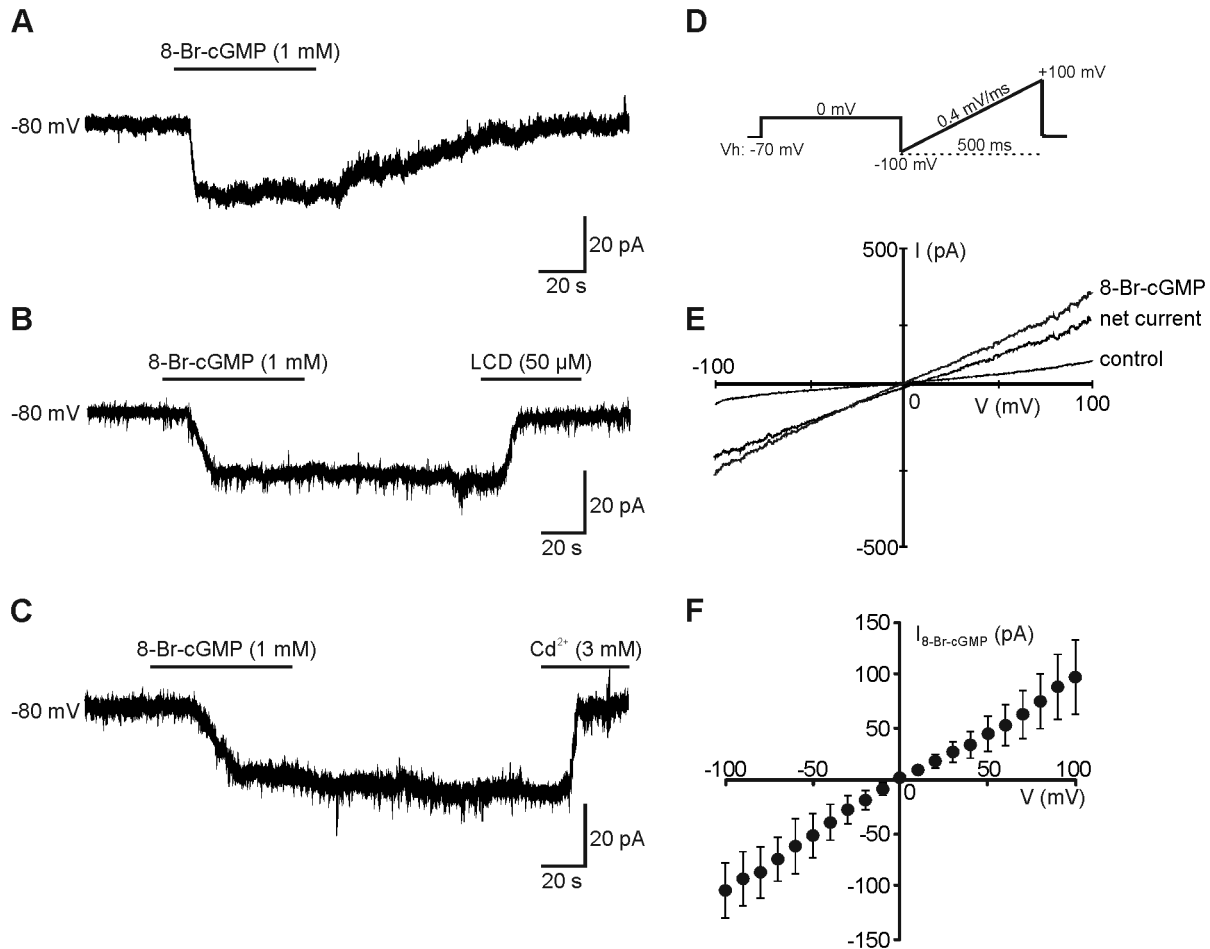 A
8-Br-cGMP (1 mM)
-80 mV
20 pA
20 s
B
8-Br-cGMP (1 mM)
LCD (50 µM)
-80 mV
20 pA
20 s
C
8-Br-cGMP (1 mM)
Cd²⁺ (3 mM)
-80 mV
20 pA
20 s
D
+100 mV
0.4 mV/ms
0 mV
500 ms
Vh: -70 mV
-100 mV
E
500
I (pA)
8-Br-cGMP
net current
control
-100
0
V (mV)
100
-500
F
150
I8-Br-cGMP (pA)
100
50
-100
-50
0
50
100
V (mV)
-50
-100
-150